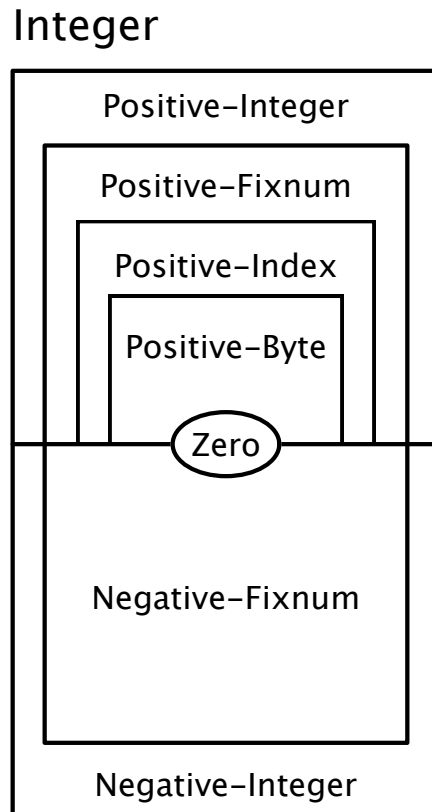 Integer
Positive-Integer
Positive-Fixnum
Positive-Index
Positive-Byte
Zero
Negative-Fixnum
Negative-Integer